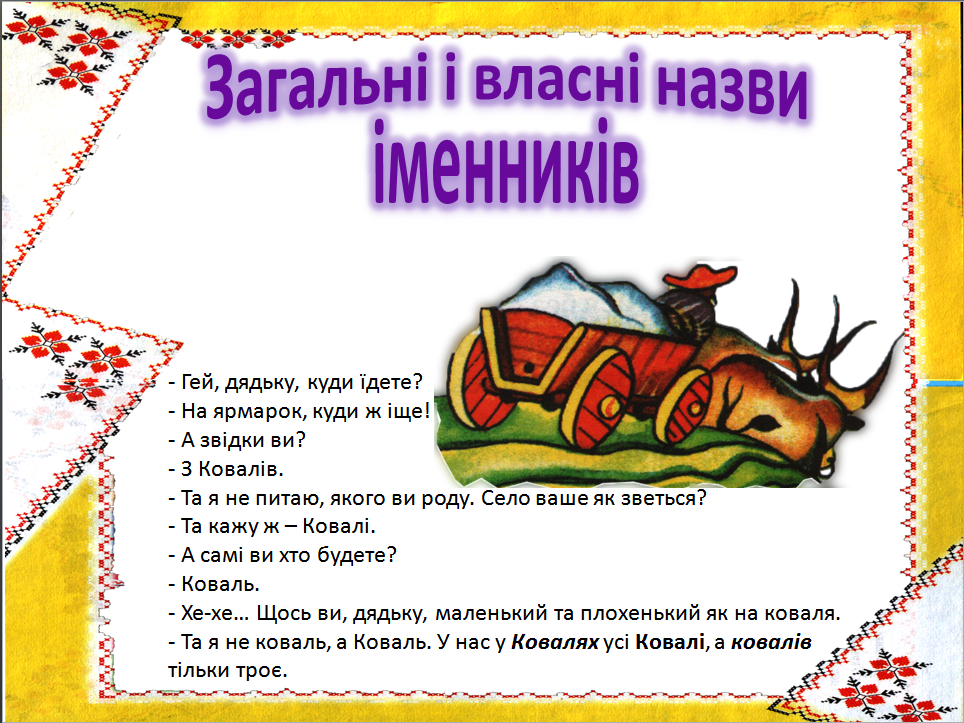 Загальні і власні назви
іменників
- Гей, дядьку, куди їдете?
- На ярмарок, куди ж іще!
- А звідки ви?
- З Ковалів.
- Та я не питаю, якого ви роду. Село ваше як зветься?
- Та кажу ж – Ковалі.
- А самі ви хто будете?
- Коваль.
- Хе-хе... Щось ви, дядьку, маленький та плохенький як на коваля.
- Та я не коваль, а Коваль. У нас у Ковалях усі Ковалі, а ковалів
тільки троє.